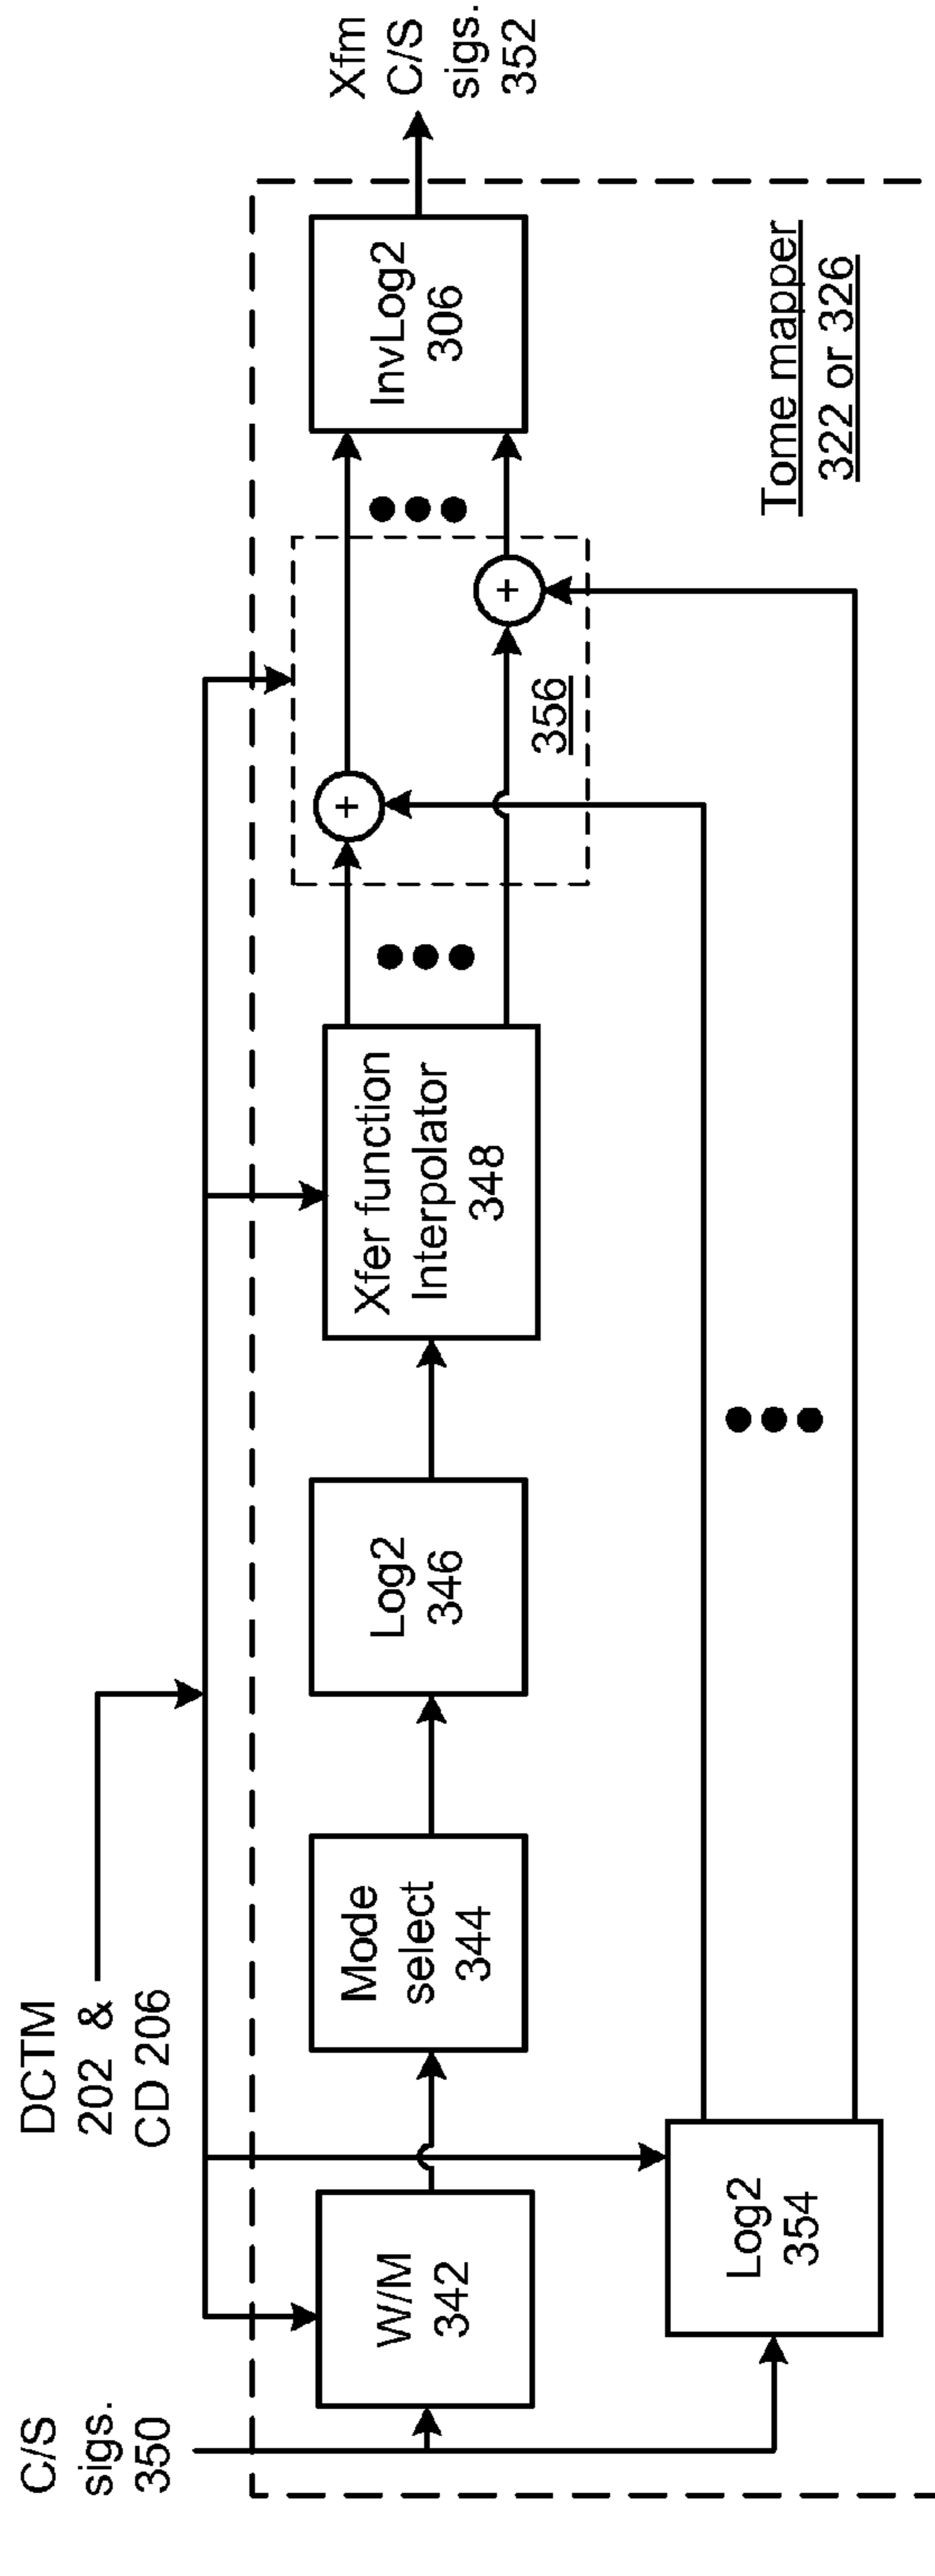 C/S
sigs.
350
DCTM
202 &
CD 206
W/M
342
Mode
select
344
Log2
346
Xfer function
Interpolator
348
+
+
356
InvLog2
306
Xfm
C/S
sigs.
352
Log2
354
Tome mapper
322 or 326